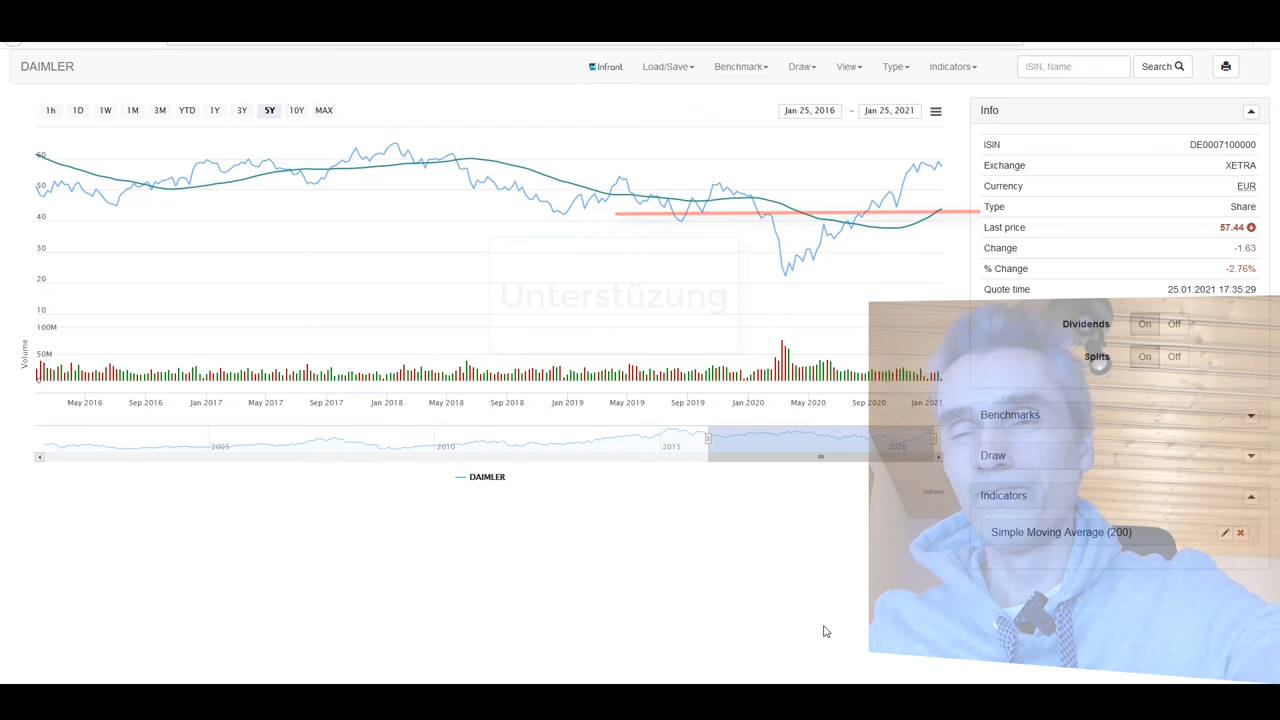 DAIMLER
Infront
Load/Save
Benchmark
Draw
View
Type
Indicators
ISIN, Name
Search
1h 1D 1W 1M 3M YTD 1Y 3Y 5Y 10Y MAX
Jan 25, 2016 – Jan 25, 2021
Info
ISIN DE0007100000
Exchange XETRA
Currency EUR
Type Share
Last price 57.44
Change -1.63
% Change -2.76%
Quote time 25.01.2021 17:35:29
Dividends On Off
Splits On Off
Benchmarks
Draw
Indicators
Simple Moving Average (200)
60
50
40
30
20
10
Unterstüzung
100M
50M
0
Volume
May 2016 Sep 2016 Jan 2017 May 2017 Sep 2017 Jan 2018 May 2018 Sep 2018 Jan 2019 May 2019 Sep 2019 Jan 2020 May 2020 Sep 2020 Jan 2021
2005 2010 2015 2020
DAIMLER
Infront